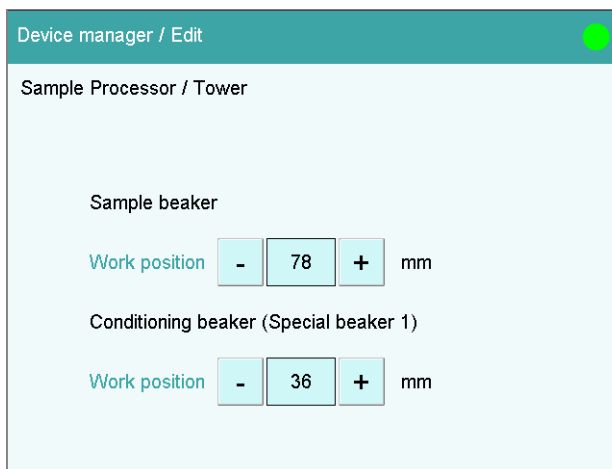 Device manager / Edit
Sample Processor / Tower
Sample beaker
Work position - 78 + mm
Conditioning beaker (Special beaker 1)
Work position - 36 + mm